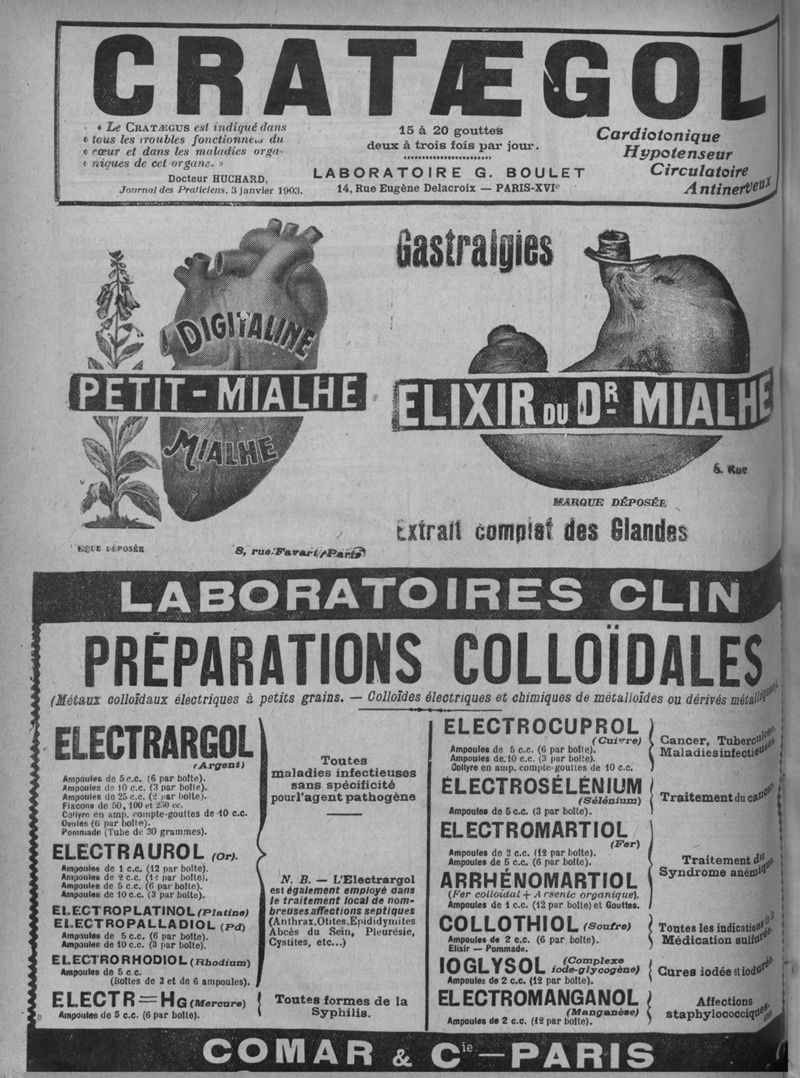 CRATÆGOL
« Le CRATÆGUS est indiqué dans
« tous les troubles fonctionnels du
« cœur et dans les maladies orga-
« niques de cet organe. »
Docteur HUCHARD,
Journal des Praticiens, 3 janvier 1903.
15 à 20 gouttes
deux à trois fois par jour.
LABORATOIRE G. BOULET
14, Rue Eugène Delacroix — PARIS-XVIe
Cardiotonique
Hypotenseur
Circulatoire
Antinerveux
DIGITALINE
PETIT-MIALHE
MIALHE
DÉPOSÉE
8, rue Favart, Paris
Gastralgies
ELIXIR DU DR MIALHE
8. Rue
MARQUE DÉPOSÉE
Extrait complet des Glandes
LABORATOIRES CLIN
PRÉPARATIONS COLLOÏDALES
(Métaux colloïdaux électriques à petits grains. — Colloïdes électriques et chimiques de métalloïdes ou dérivés métalliques).
ELECTRARGOL
(Argent)
Ampoules de 5 c.c. (6 par boîte).
Ampoules de 10 c.c. (3 par boîte).
Ampoules de 25 c.c. (2 par boîte).
Flacons de 50, 100 et 250 cc.
Collyre en amp. compte-gouttes de 10 c.c.
Ovules (6 par boîte).
Pommade (Tube de 30 grammes).
ELECTRAUROL (Or).
Ampoules de 1 c.c. (12 par boîte).
Ampoules de 2 c.c. (12 par boîte).
Ampoules de 5 c.c. (6 par boîte).
Ampoules de 10 c.c. (3 par boîte).
ELECTROPLATINOL (Platine)
ELECTROPALLADIOL (Pd)
Ampoules de 5 c.c. (6 par boîte).
Ampoules de 10 c.c. (3 par boîte).
ELECTRORHODIOL (Rhodium)
Ampoules de 5 c.c.
(Boîtes de 3 et de 6 ampoules).
Toutes
maladies infectieuses
sans spécificité
pour l'agent pathogène
N. B. — L'Electrargol
est également employé dans
le traitement local de nom-
breuses affections septiques
(Anthrax, Otites, Epididymites
Abcès du Sein, Pleurésie,
Cystites, etc...)
ELECTR=Hg (Mercure)
Ampoules de 5 c.c. (6 par boîte).
Toutes formes de la
Syphilis.
ELECTROCUPROL
(Cuivre)
Ampoules de 5 c.c. (6 par boîte).
Ampoules de 10 c.c. (3 par boîte).
Collyre en amp. compte-gouttes de 10 c.c.
Cancer, Tuberculose,
Maladies infectieuses
ÉLECTROSÉLÉNIUM
(Sélénium)
Ampoules de 5 c.c. (3 par boîte).
Traitement du cancer
ELECTROMARTIOL
(Fer)
Ampoules de 2 c.c. (12 par boîte).
Ampoules de 5 c.c. (6 par boîte).
ARRHÉNOMARTIOL
(Fer colloïdal + Arsenic organique).
Ampoules de 1 c.c. (12 par boîte) et Gouttes.
Traitement du
Syndrome anémique
COLLOTHIOL (Soufre)
Ampoules de 2 c.c. (6 par boîte).
Elixir — Pommade.
Toutes les indications de la
Médication sulfurée
IOGLYSOL (Complexe
iode-glycogène)
Ampoules de 2 c.c. (12 par boîte).
Cures iodée et iodurée
ELECTROMANGANOL
(Manganèse)
Ampoules de 2 c.c. (12 par boîte).
Affections
staphylococciques
COMAR & Cie — PARIS